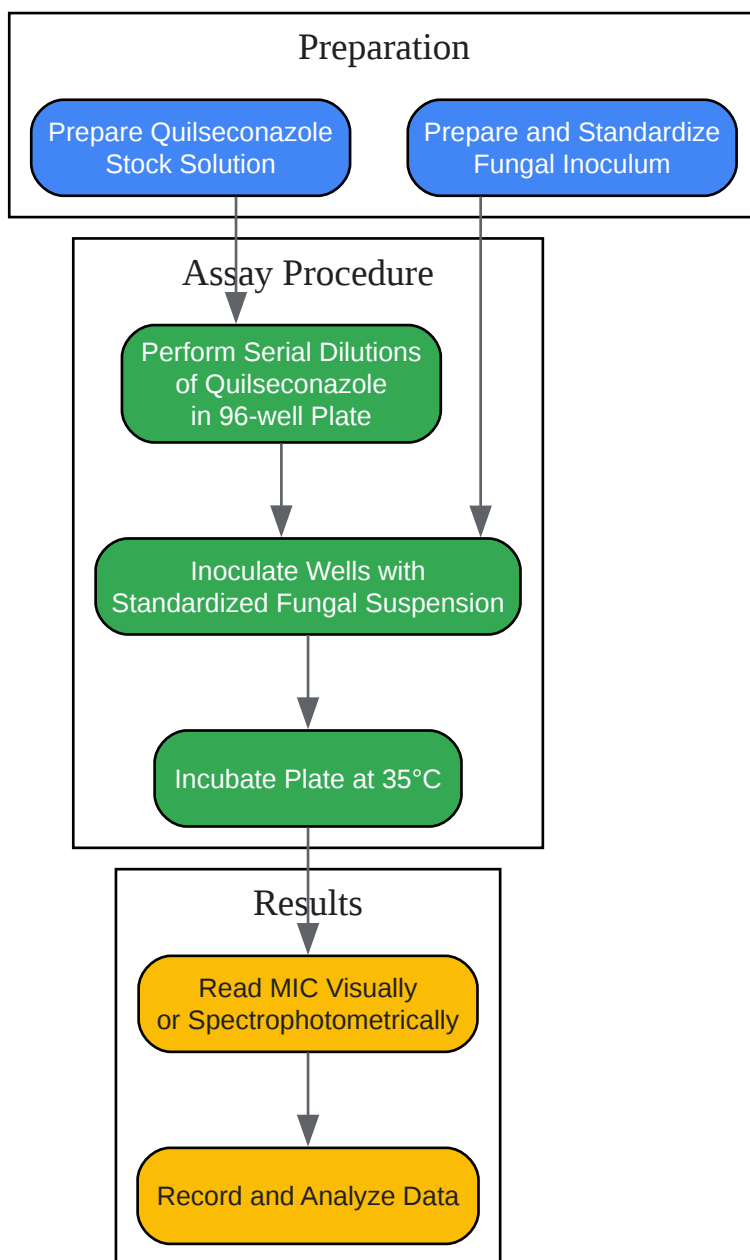 Preparation
Prepare Quilseconazole
Stock Solution
Prepare and Standardize
Fungal Inoculum
Assay Procedure
Perform Serial Dilutions
of Quilseconazole
in 96-well Plate
Inoculate Wells with
Standardized Fungal Suspension
Incubate Plate at 35°C
Results
Read MIC Visually
or Spectrophotometrically
Record and Analyze Data